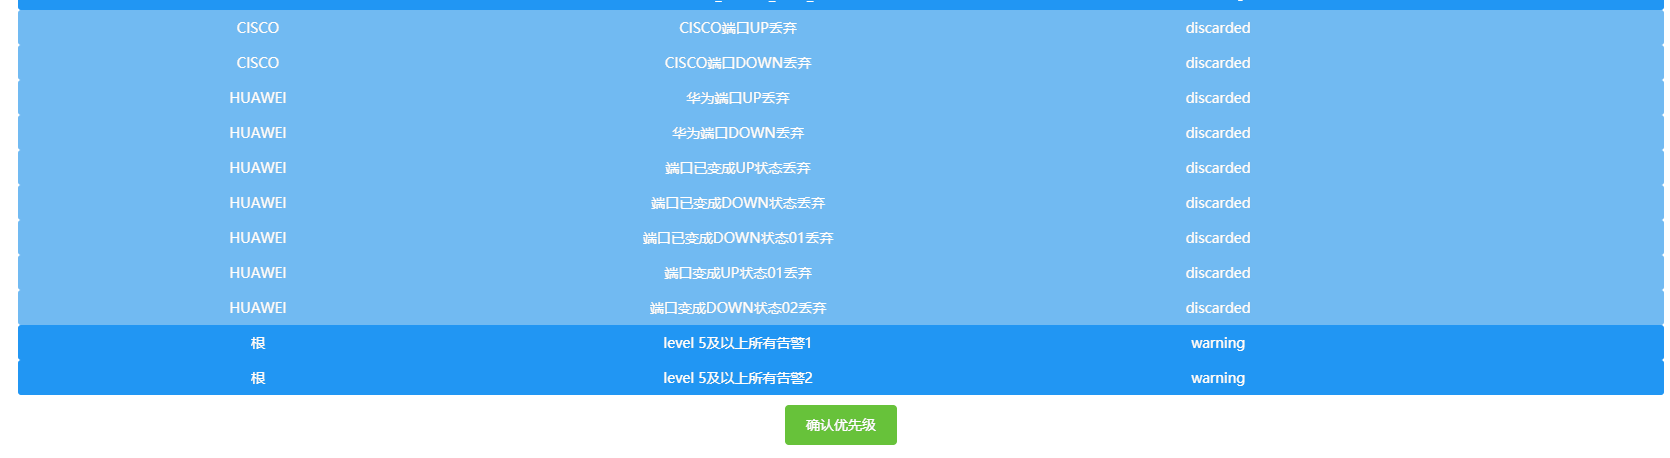 CISCO CISCO端口UP丢弃 discarded
CISCO CISCO端口DOWN丢弃 discarded
HUAWEI 华为端口UP丢弃 discarded
HUAWEI 华为端口DOWN丢弃 discarded
HUAWEI 端口已变成UP状态丢弃 discarded
HUAWEI 端口已变成DOWN状态丢弃 discarded
HUAWEI 端口已变成DOWN状态01丢弃 discarded
HUAWEI 端口变成UP状态01丢弃 discarded
HUAWEI 端口变成DOWN状态02丢弃 discarded
根 level 5及以上所有告警1 warning
根 level 5及以上所有告警2 warning
确认优先级